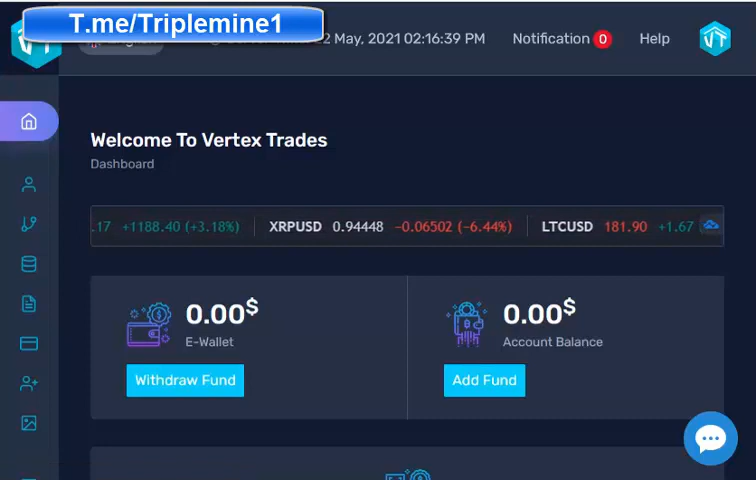 T.me/Triplemine1
2 May, 2021 02:16:39 PM
Notification 0
Help
Welcome To Vertex Trades
Dashboard
.17 +1188.40 (+3.18%) XRPUSD 0.94448 −0.06502 (−6.44%) LTCUSD 181.90 +1.67
0.00$
E-Wallet
Withdraw Fund
0.00$
Account Balance
Add Fund